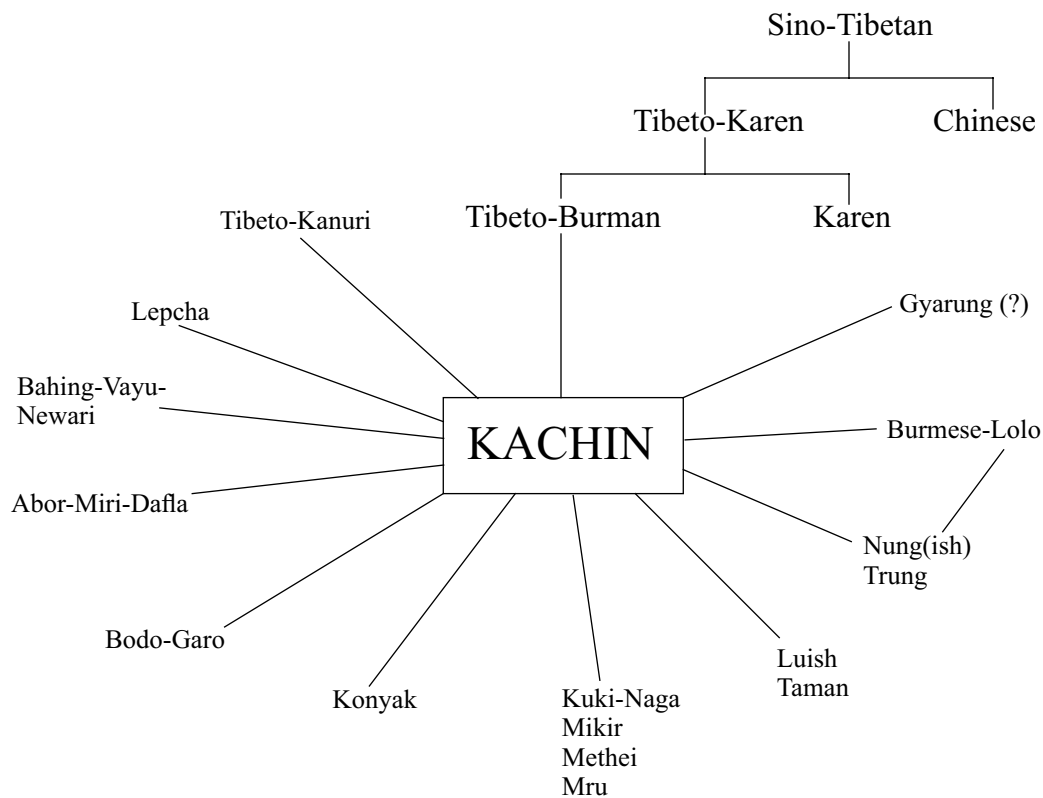 Sino-Tibetan
Tibeto-Karen
Chinese
Tibeto-Kanuri
Tibeto-Burman
Karen
Lepcha
Gyarung (?)
Bahing-Vayu-
Newari
KACHIN
Burmese-Lolo
Abor-Miri-Dafla
Nung(ish)
Trung
Bodo-Garo
Luish
Taman
Konyak
Kuki-Naga
Mikir
Methei
Mru